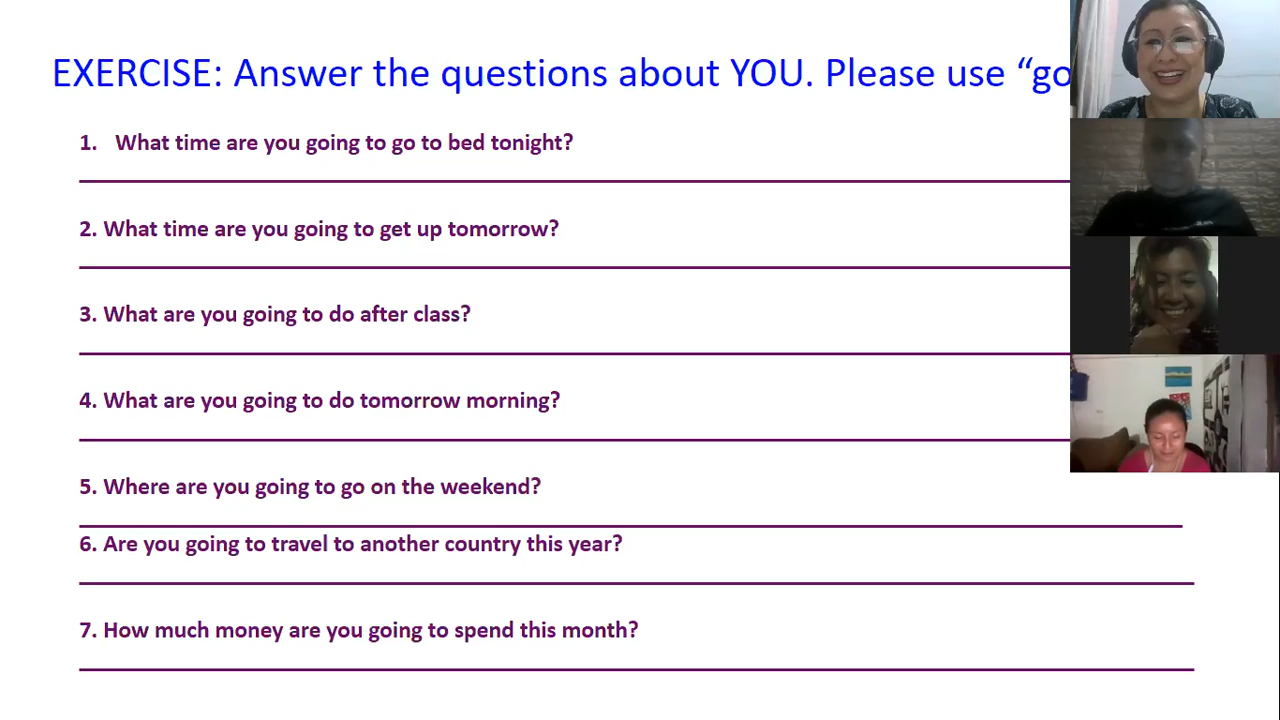 EXERCISE: Answer the questions about YOU. Please use “go
1. What time are you going to go to bed tonight?
2. What time are you going to get up tomorrow?
3. What are you going to do after class?
4. What are you going to do tomorrow morning?
5. Where are you going to go on the weekend?
6. Are you going to travel to another country this year?
7. How much money are you going to spend this month?